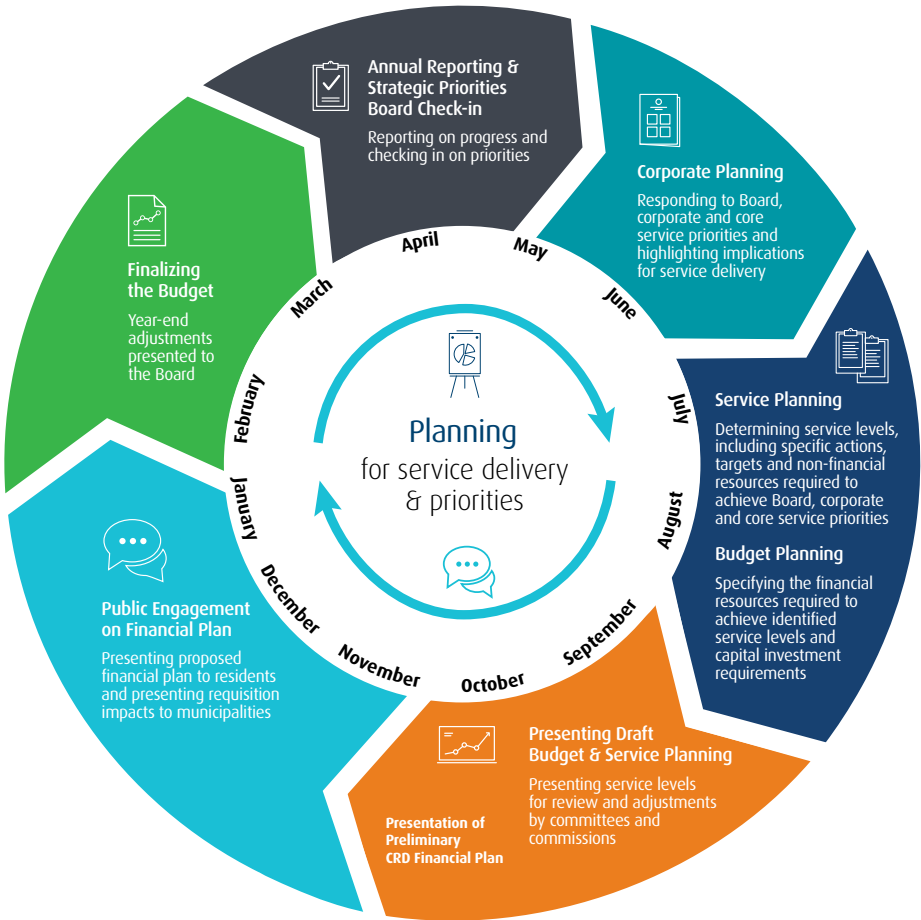 Annual Reporting &
Strategic Priorities
Board Check-in
Reporting on progress and
checking in on priorities
Corporate Planning
Responding to Board,
corporate and core
service priorities and
highlighting implications
for service delivery
Service Planning
Determining service levels,
including specific actions,
targets and non-financial
resources required to
achieve Board, corporate
and core service priorities
Budget Planning
Specifying the financial
resources required to
achieve identified
service levels and
capital investment
requirements
Presenting Draft
Budget & Service Planning
Presenting service levels
for review and adjustments
by committees and
commissions
Presentation of
Preliminary
CRD Financial Plan
Public Engagement
on Financial Plan
Presenting proposed
financial plan to residents
and presenting requisition
impacts to municipalities
Finalizing
the Budget
Year-end
adjustments
presented to
the Board
January
February
March
April
May
June
July
August
September
October
November
December
Planning
for service delivery
& priorities